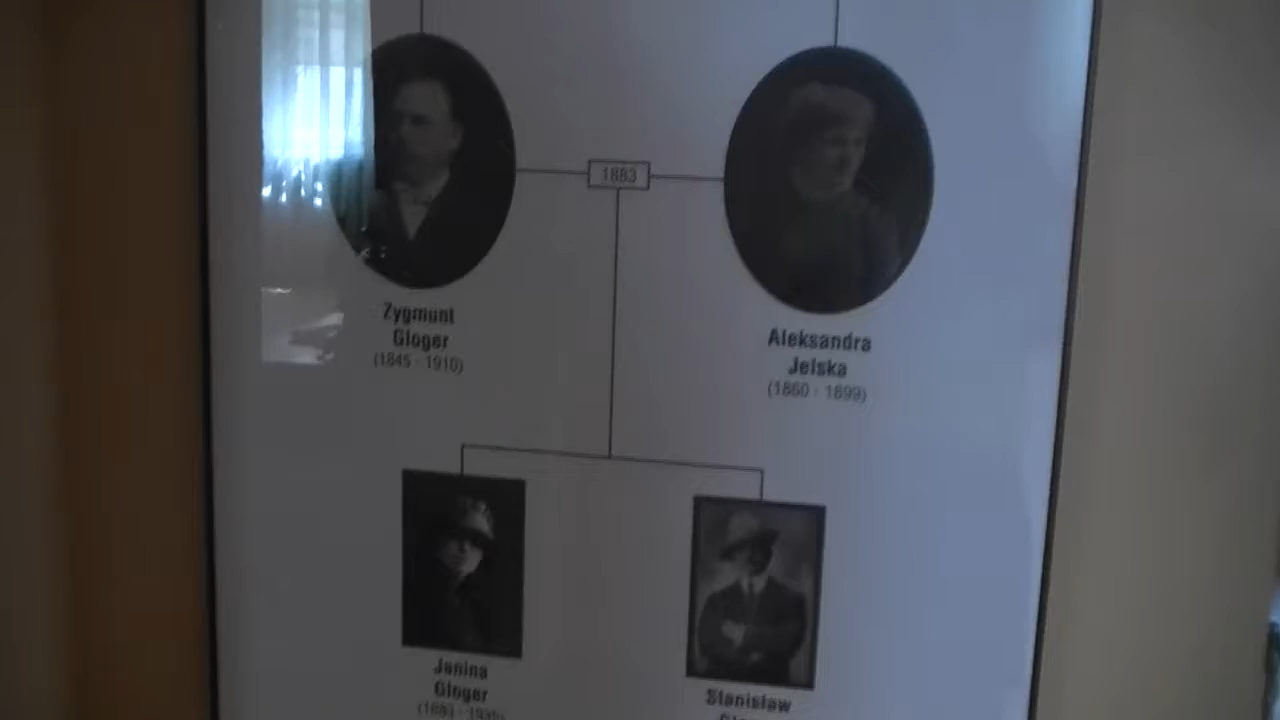 1883
Zygmunt
Gloger
(1845 - 1910)
Aleksandra
Jelska
(1860 - 1899)
Janina
Gloger
Stanisław